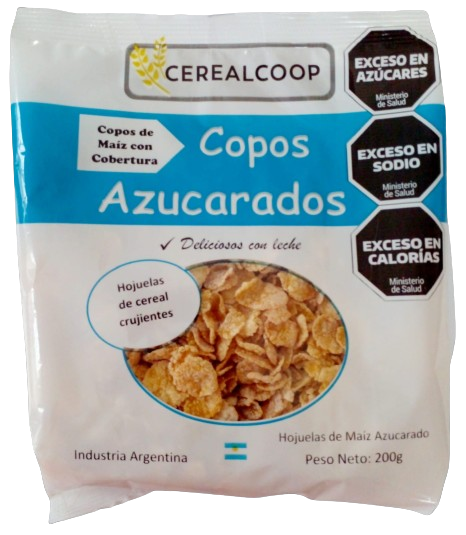 CEREALCOOP
EXCESO EN
AZÚCARES
Ministerio
de Salud
Copos de
Maíz con
Cobertura
Copos
Azucarados
EXCESO EN
SODIO
Ministerio
de Salud
✓ Deliciosos con leche
EXCESO EN
CALORÍAS
Ministerio
de Salud
Hojuelas
de cereal
crujientes
Hojuelas de Maíz Azucarado
Industria Argentina
Peso Neto: 200g